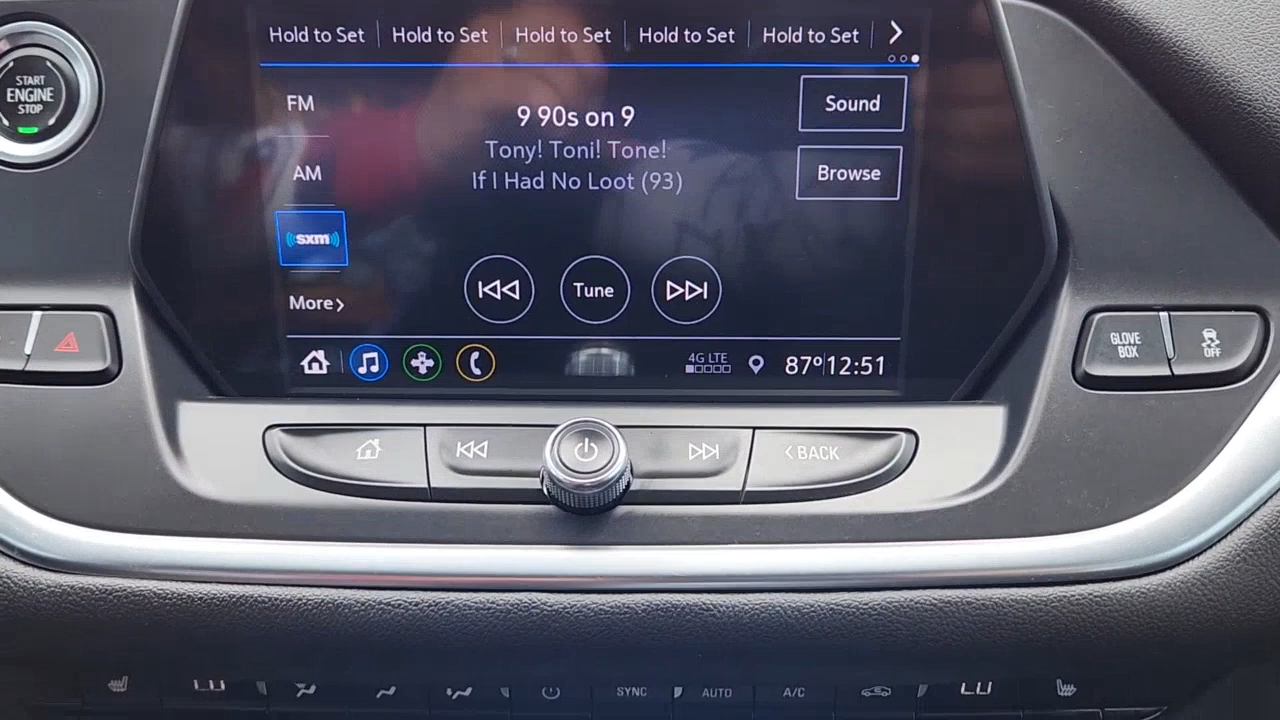 Hold to Set Hold to Set Hold to Set Hold to Set Hold to Set
START
ENGINE
STOP
FM
9 90s on 9
Sound
Tony! Toni! Tone!
AM
If I Had No Loot (93)
Browse
sxm
More
Tune
4G LTE
87° 12:51
GLOVE
BOX
OFF
BACK
SYNC AUTO A/C